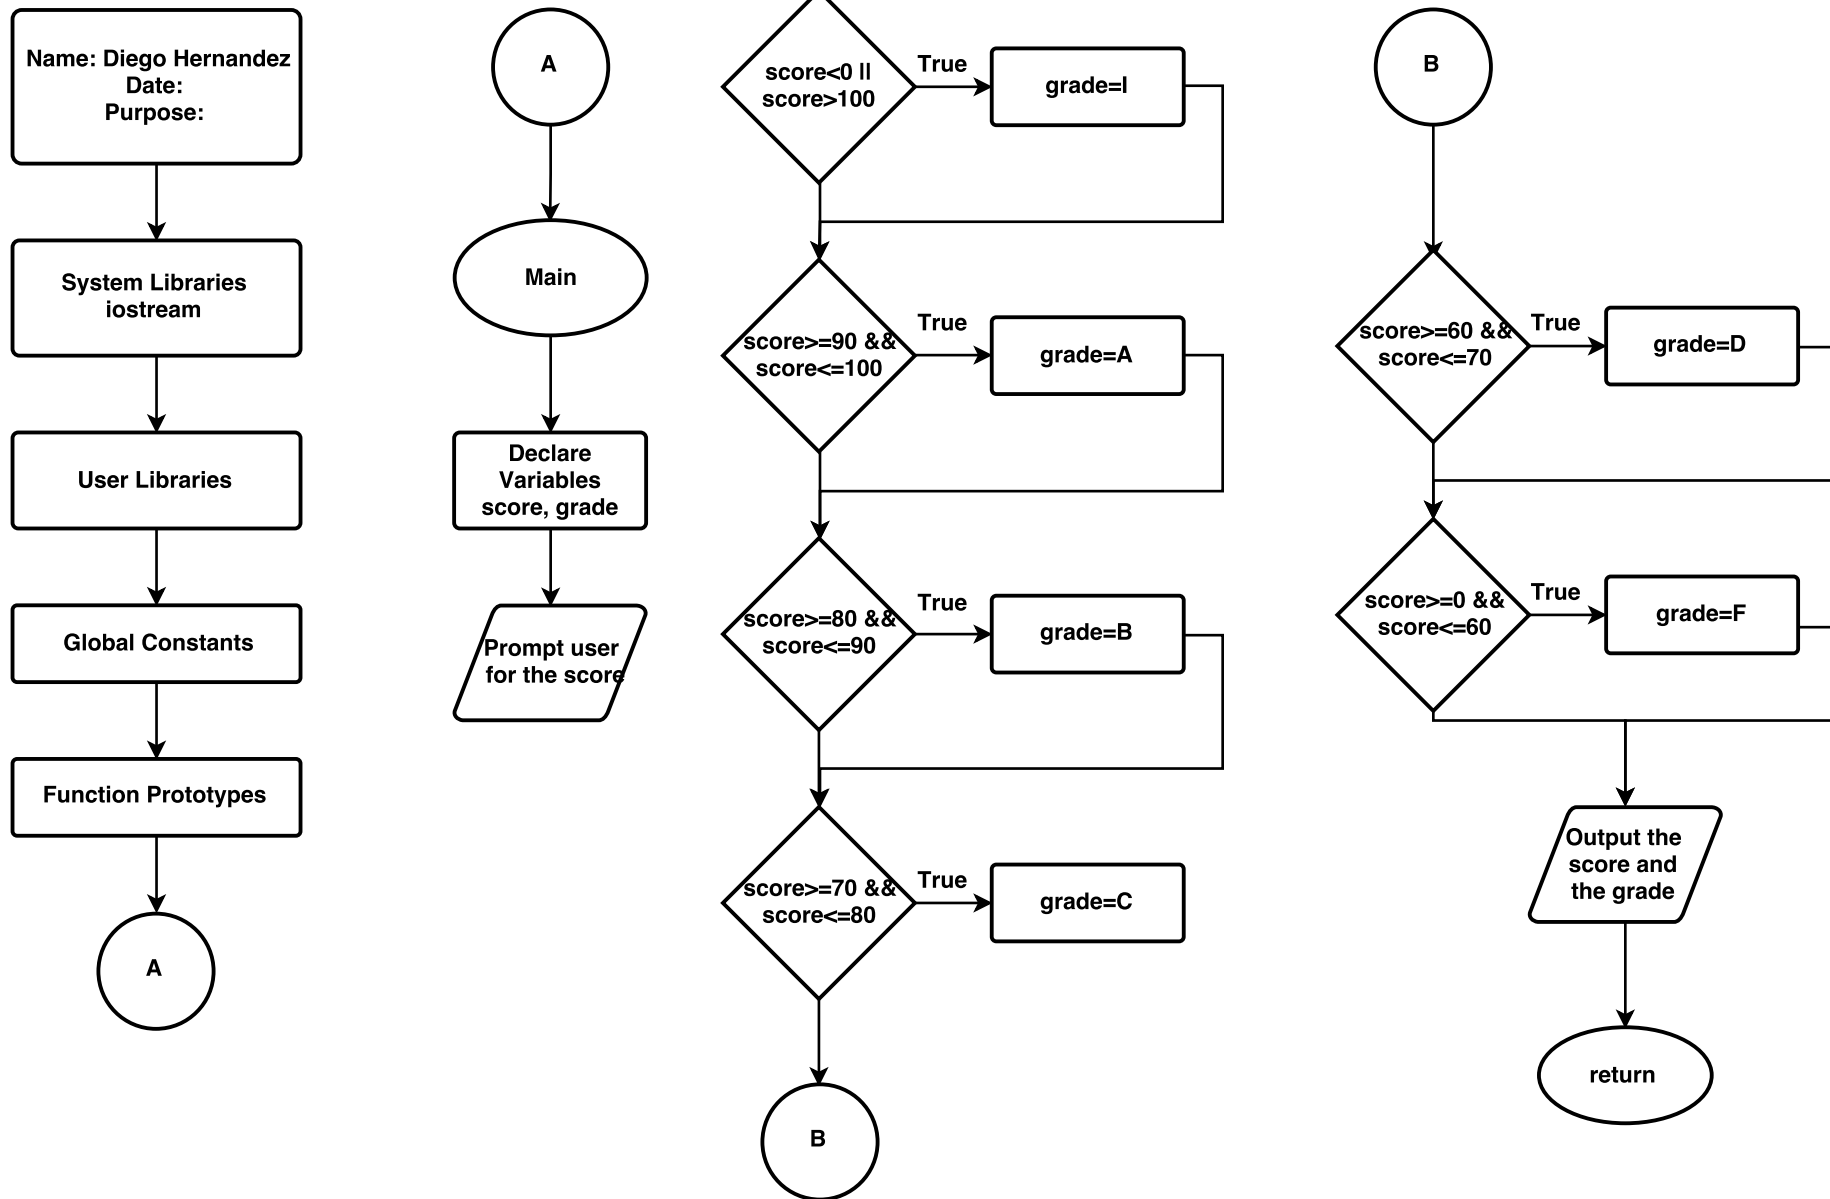 Name: Diego Hernandez
Date:
Purpose:
System Libraries
iostream
User Libraries
Global Constants
Function Prototypes
A
A
Main
Declare
Variables
score, grade
Prompt user
for the score
score<0 ||
score>100
True
grade=I
score>=90 &&
score<=100
True
grade=A
score>=80 &&
score<=90
True
grade=B
score>=70 &&
score<=80
True
grade=C
B
B
score>=60 &&
score<=70
True
grade=D
score>=0 &&
score<=60
True
grade=F
Output the
score and
the grade
return